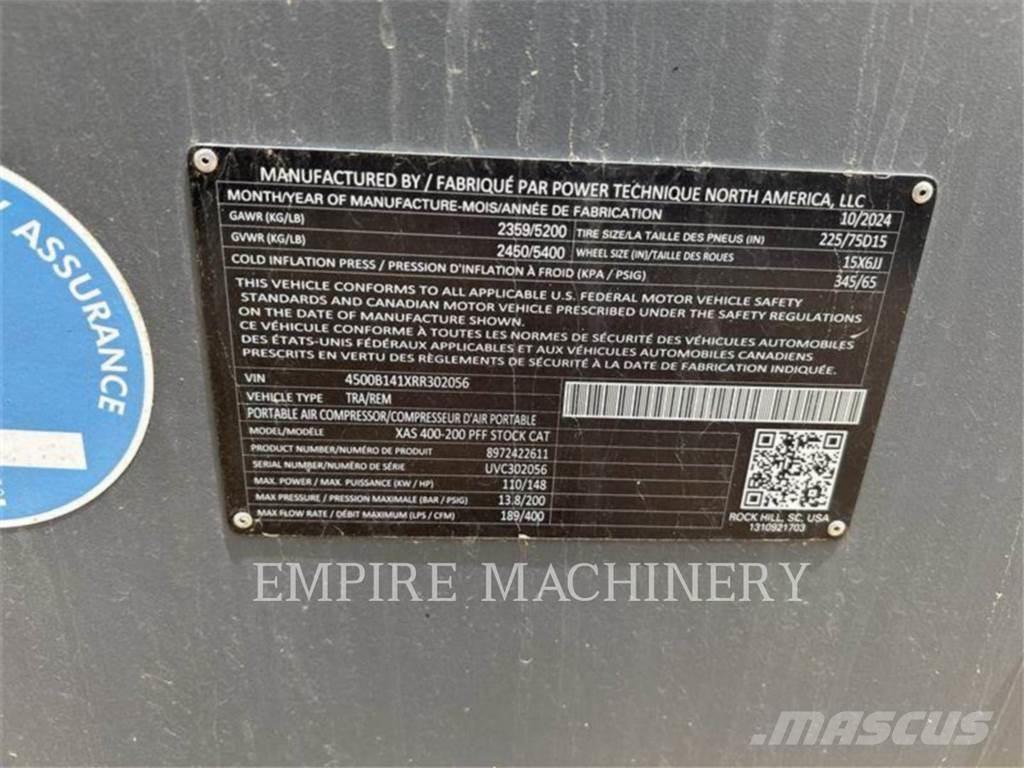 ASSURANCE
MANUFACTURED BY / FABRIQUÉ PAR POWER TECHNIQUE NORTH AMERICA, LLC
MONTH/YEAR OF MANUFACTURE-MOIS/ANNÉE DE FABRICATION 10/2024
GAWR (KG/LB) 2359/5200 TIRE SIZE/LA TAILLE DES PNEUS (IN) 225/75D15
GVWR (KG/LB) 2450/5400 WHEEL SIZE (IN)/TAILLE DES ROUES 15X6JJ
COLD INFLATION PRESS / PRESSION D'INFLATION À FROID (KPA / PSIG) 345/65
THIS VEHICLE CONFORMS TO ALL APPLICABLE U.S. FEDERAL MOTOR VEHICLE SAFETY
STANDARDS AND CANADIAN MOTOR VEHICLE PRESCRIBED UNDER THE SAFETY REGULATIONS
ON THE DATE OF MANUFACTURE SHOWN.
CE VÉHICULE CONFORME À TOUTES LES NORMES DE SÉCURITÉ DES VÉHICULES AUTOMOBILES
DES ÉTATS-UNIS FÉDÉRAUX APPLICABLES ET AUX VÉHICULES AUTOMOBILES CANADIENS
PRESCRITS EN VERTU DES RÈGLEMENTS DE SÉCURITÉ À LA DATE DE FABRICATION INDIQUÉ.
VIN 4500B141XRR302056
VEHICLE TYPE TRA/REM
PORTABLE AIR COMPRESSOR/COMPRESSEUR D'AIR PORTABLE
MODEL/MODÈLE XAS 400-200 PFF STOCK CAT
PRODUCT NUMBER/NUMÉRO DE PRODUIT 8972422611
SERIAL NUMBER/NUMÉRO DE SÉRIE UVC302056
MAX. POWER / MAX. PUISSANCE (KW / HP) 110/148
MAX PRESSURE / PRESSION MAXIMALE (BAR / PSIG) 13.8/200
MAX FLOW RATE / DÉBIT MAXIMUM (LPS / CFM) 189/400
ROCK HILL, SC, USA
1310921703
EMPIRE MACHINERY
MASCUS